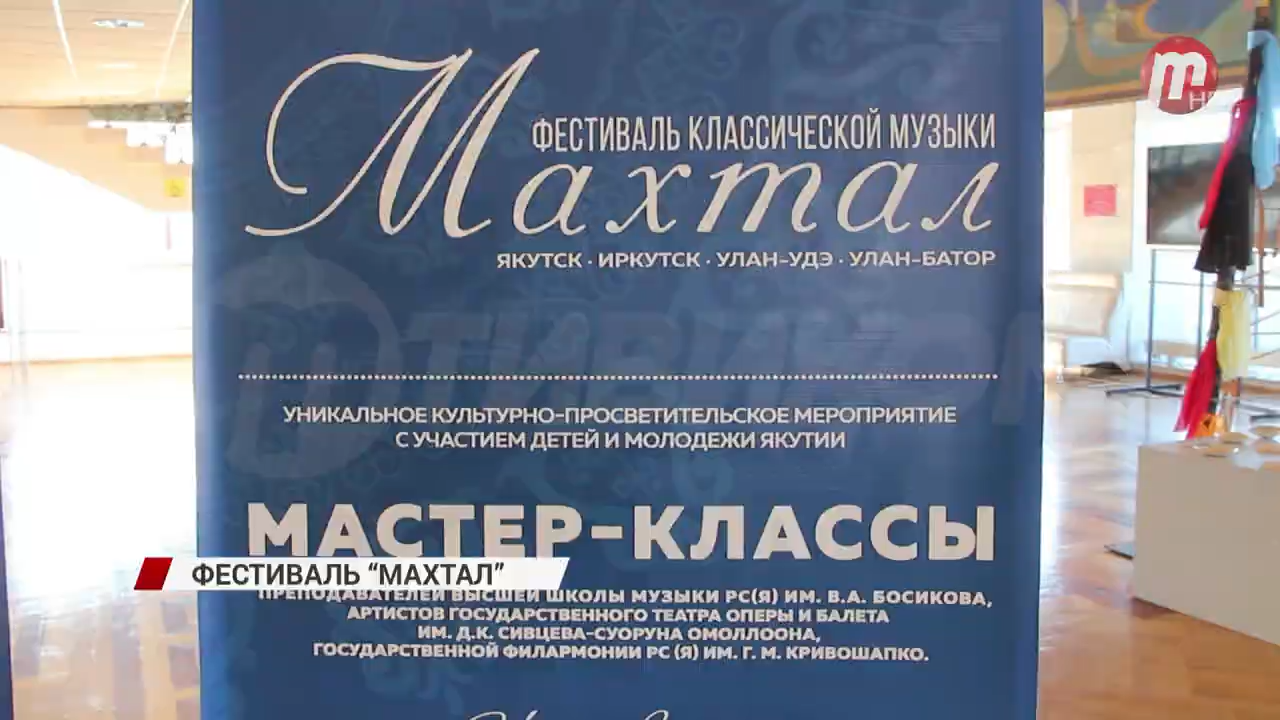 ФЕСТИВАЛЬ КЛАССИЧЕСКОЙ МУЗЫКИ
Махтал
ЯКУТСК · ИРКУТСК · УЛАН-УДЭ · УЛАН-БАТОР
ТИВИКОМ
УНИКАЛЬНОЕ КУЛЬТУРНО-ПРОСВЕТИТЕЛЬСКОЕ МЕРОПРИЯТИЕ
С УЧАСТИЕМ ДЕТЕЙ И МОЛОДЕЖИ ЯКУТИИ
МАСТЕР-КЛАССЫ
ФЕСТИВАЛЬ “МАХТАЛ”
ПРЕПОДАВАТЕЛЕЙ ВЫСШЕЙ ШКОЛЫ МУЗЫКИ РС(Я) ИМ. В.А. БОСИКОВА,
АРТИСТОВ ГОСУДАРСТВЕННОГО ТЕАТРА ОПЕРЫ И БАЛЕТА
ИМ. Д.К. СИВЦЕВА-СУОРУНА ОМОЛЛООНА,
ГОСУДАРСТВЕННОЙ ФИЛАРМОНИИ РС (Я) ИМ. Г. М. КРИВОШАПКО.